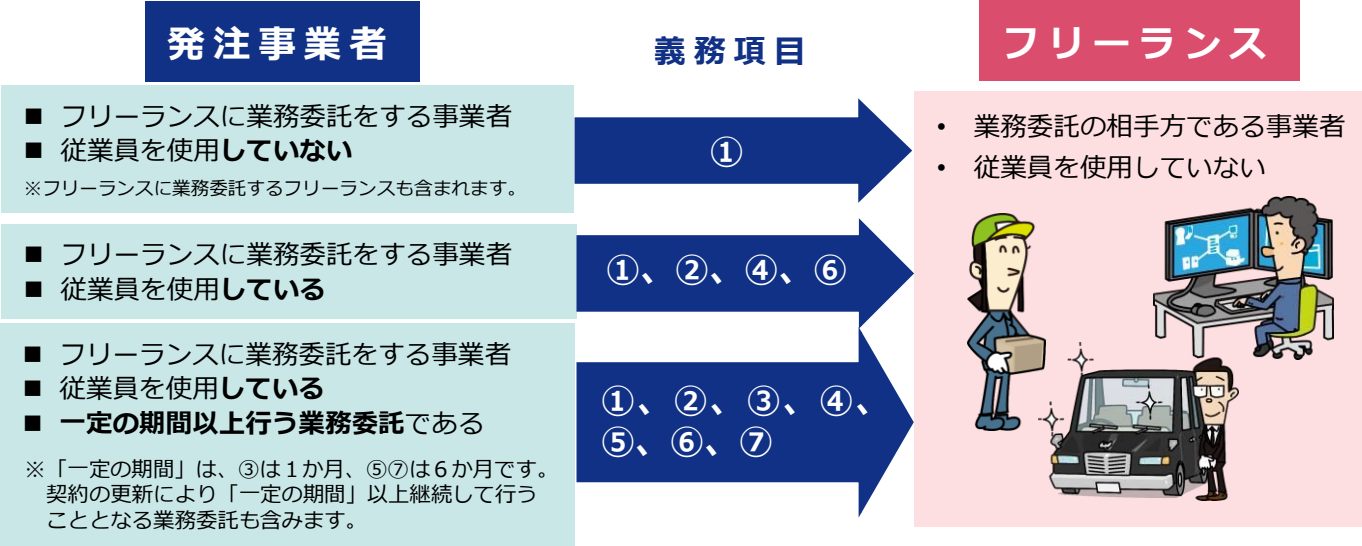 発注事業者
義務項目
フリーランス
■ フリーランスに業務委託をする事業者
■ 従業員を使用していない
※フリーランスに業務委託するフリーランスも含まれます。
①
• 業務委託の相手方である事業者
• 従業員を使用していない
■ フリーランスに業務委託をする事業者
■ 従業員を使用している
①、②、④、⑥
■ フリーランスに業務委託をする事業者
■ 従業員を使用している
■ 一定の期間以上行う業務委託である
※「一定の期間」は、③は１か月、⑤⑦は６か月です。
契約の更新により「一定の期間」以上継続して行う
こととなる業務委託も含みます。
①、②、③、④、
⑤、⑥、⑦